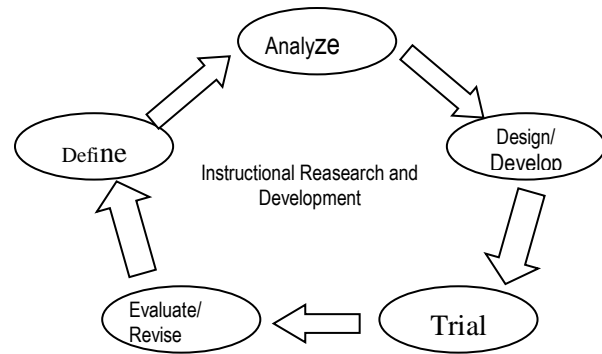 Analyze
Define
Design/
Develop
Instructional Reasearch and
Development
Evaluate/
Revise
Trial